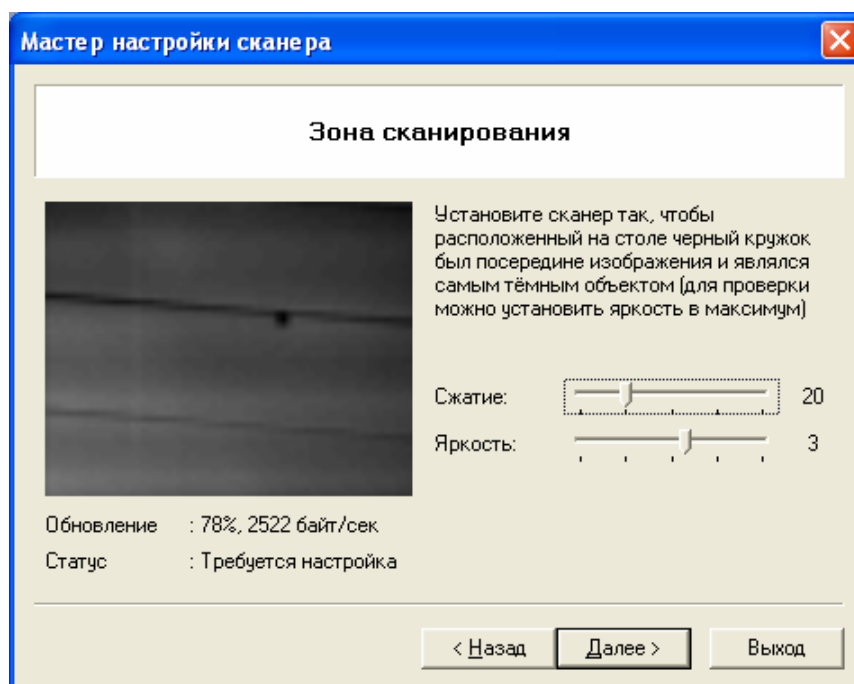 Мастер настройки сканера
Зона сканирования
Установите сканер так, чтобы
расположенный на столе черный кружок
был посередине изображения и являлся
самым тёмным объектом (для проверки
можно установить яркость в максимум)
Сжатие: 20
Яркость: 3
Обновление : 78%, 2522 байт/сек
Статус : Требуется настройка
< Назад Далее > Выход